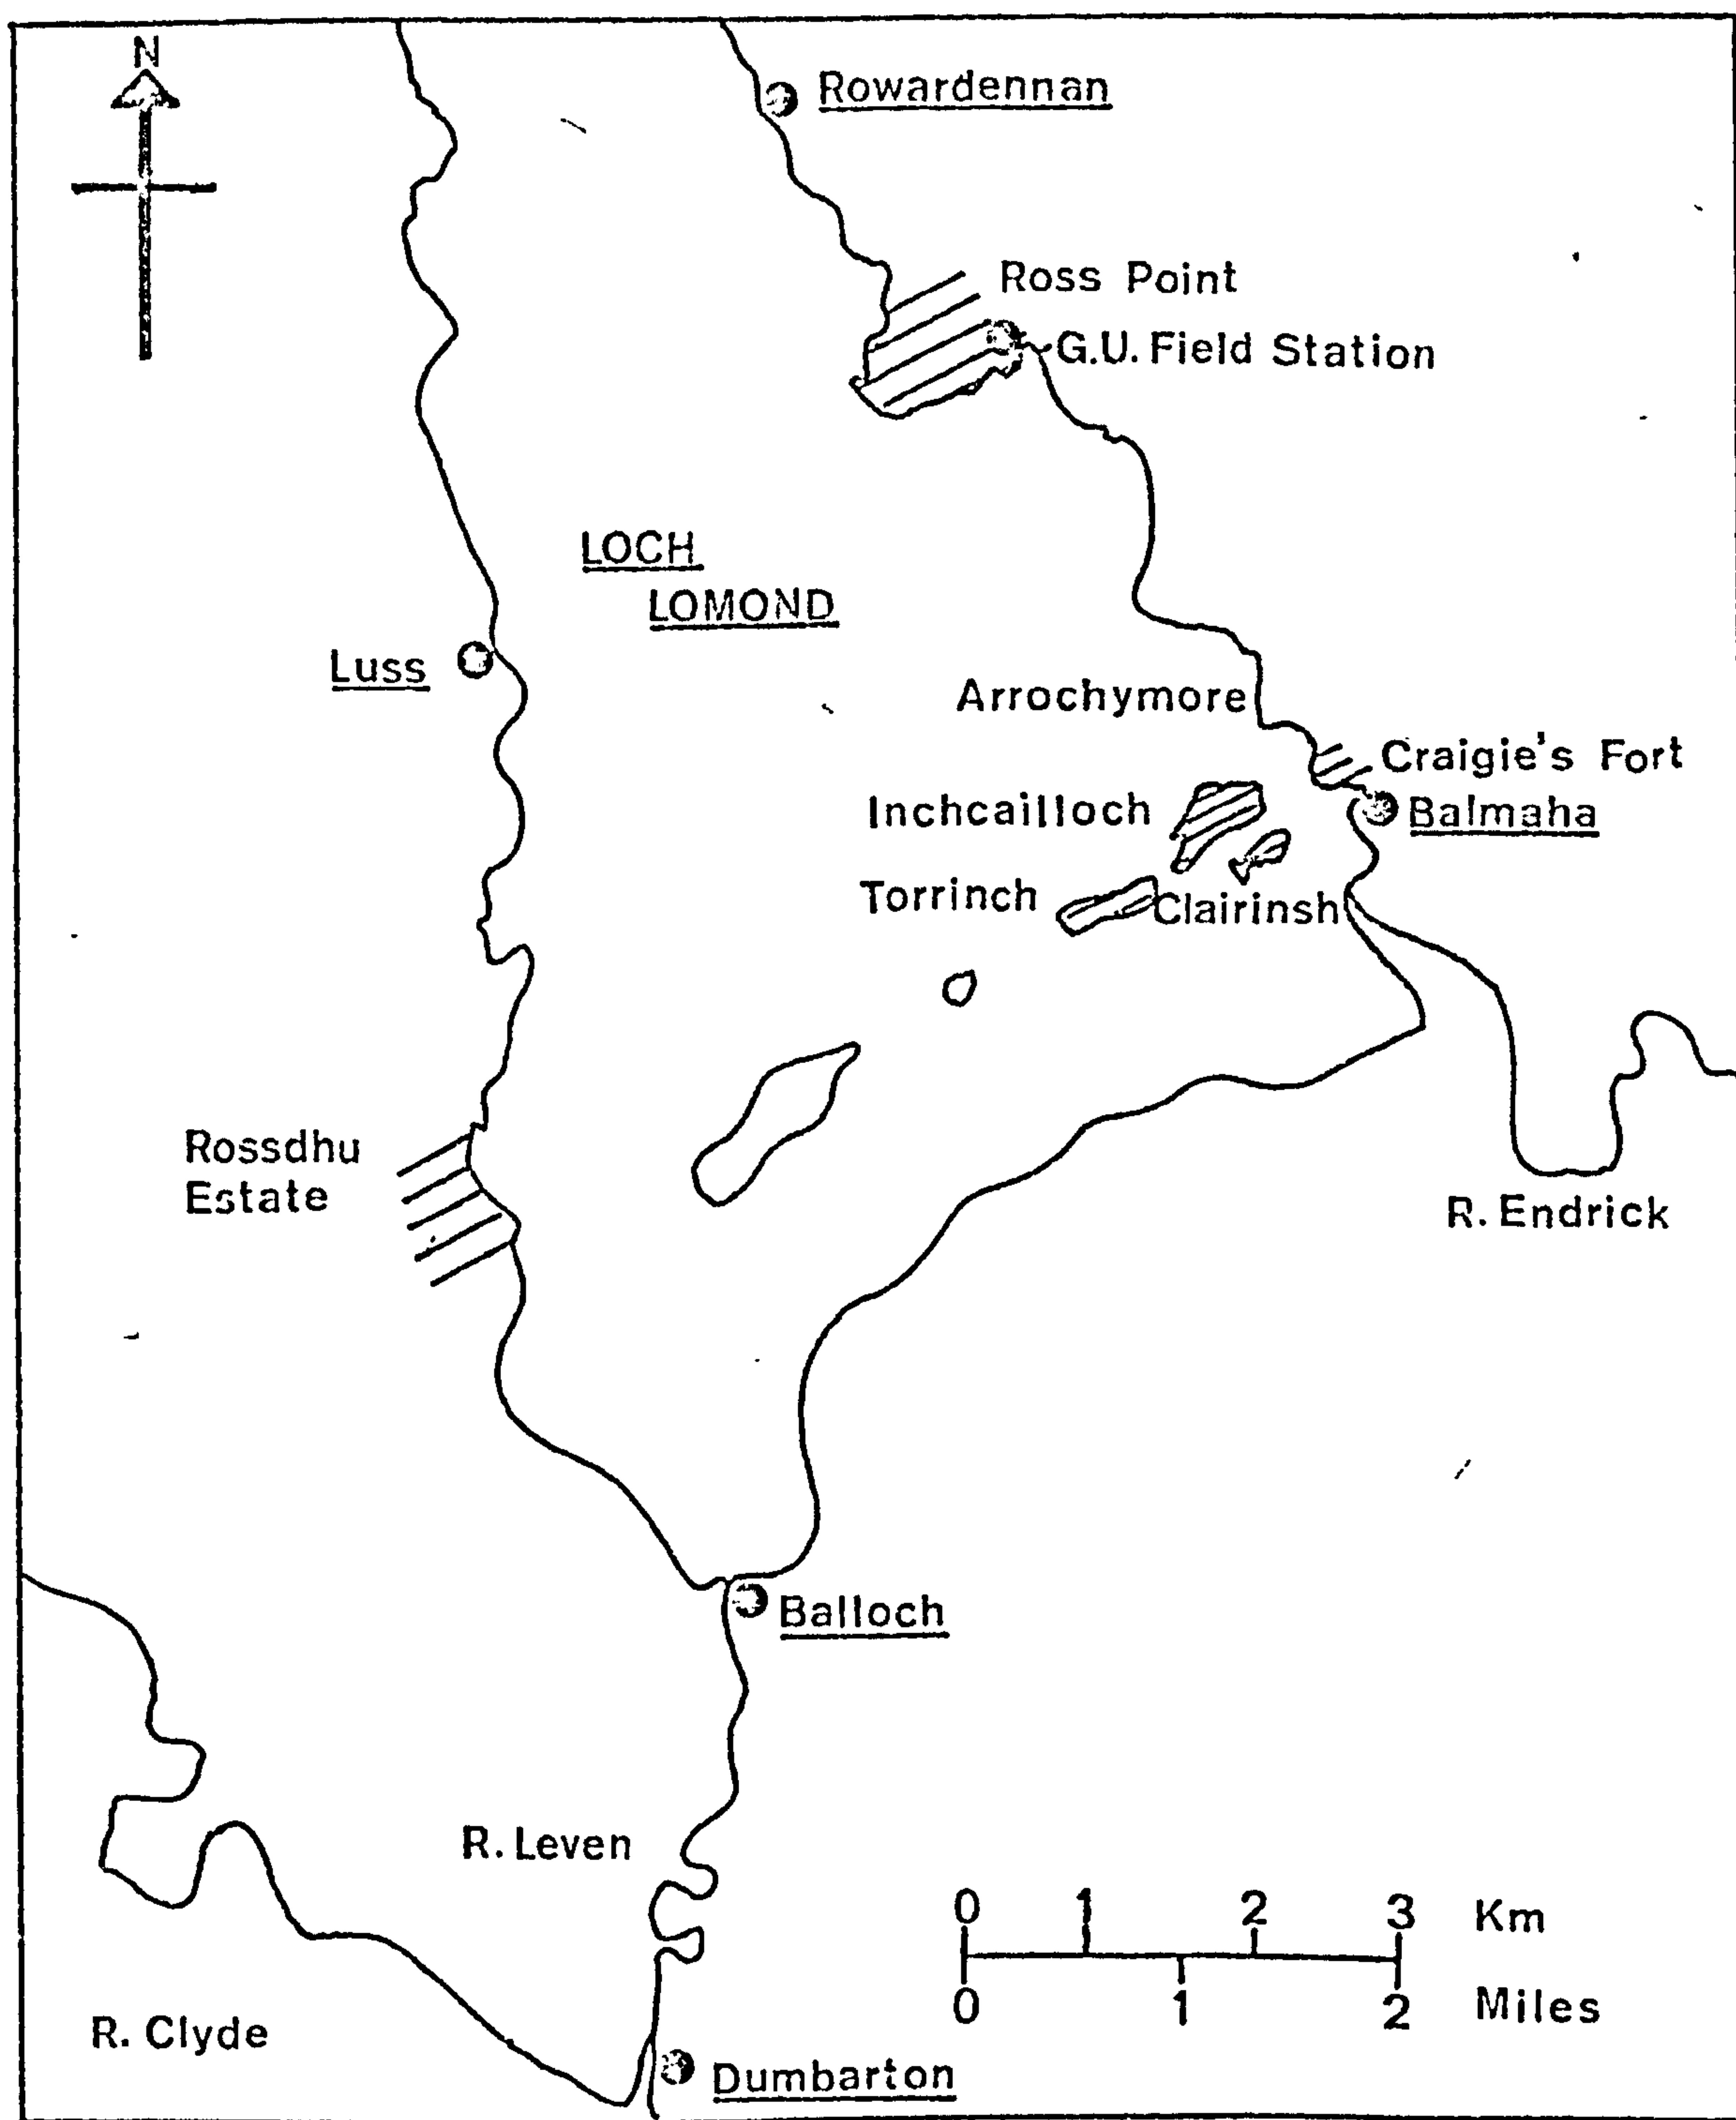 N
Rowardennan
Ross Point
G.U. Field Station
LOCH
LOMOND
Luss
Arrochymore
Craigie's Fort
Inchcailloch
Balmaha
Torrinch
Clairinsh
Rossdhu
Estate
R. Endrick
Balloch
R. Leven
0 1 2 3 Km
0 1 2 Miles
R. Clyde
Dumbarton